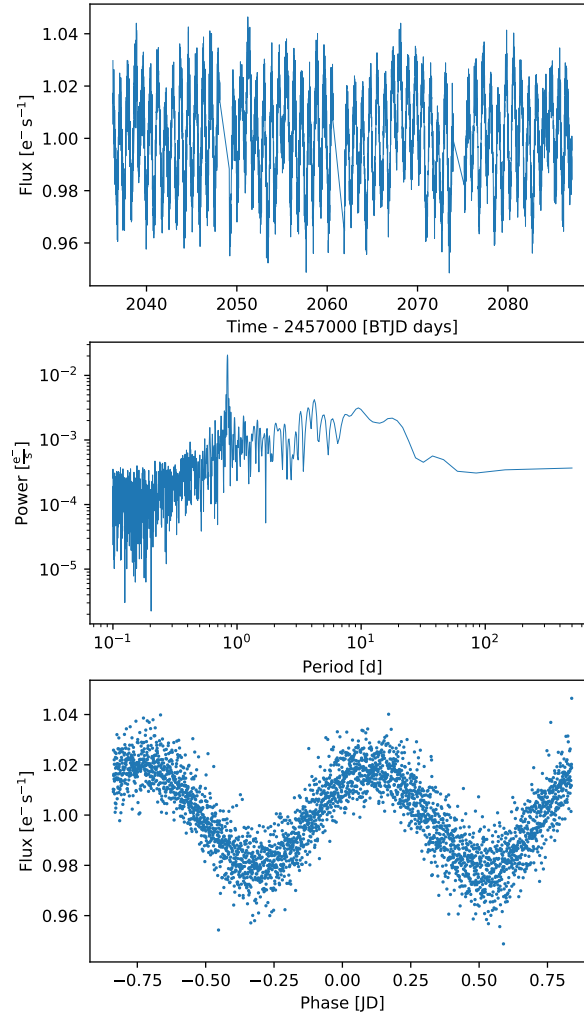 1.04
1.02
1.00
0.98
0.96
Flux [e⁻ s⁻¹]
2040 2050 2060 2070 2080
Time - 2457000 [BTJD days]
10⁻²
10⁻³
10⁻⁴
10⁻⁵
Power [e⁻/s]
10⁻¹ 10⁰ 10¹ 10²
Period [d]
1.04
1.02
1.00
0.98
0.96
Flux [e⁻ s⁻¹]
−0.75 −0.50 −0.25 0.00 0.25 0.50 0.75
Phase [JD]